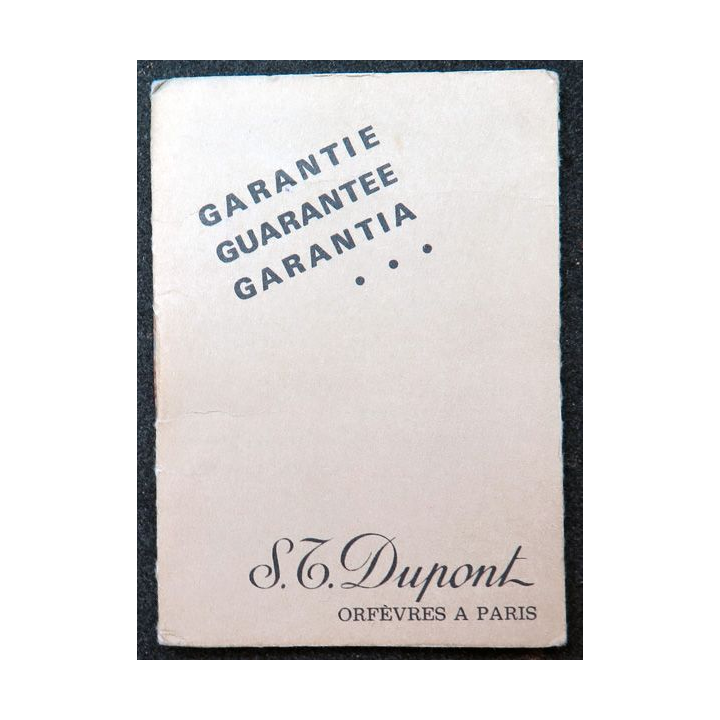 GARANTIE
GUARANTEE
GARANTIA
. . .
S.T. Dupont
ORFÈVRES A PARIS